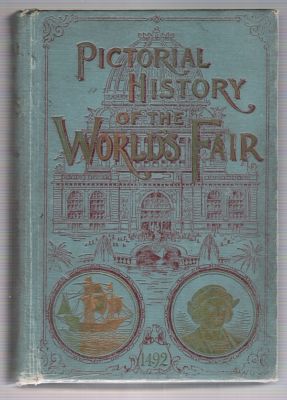 PICTORIAL
HISTORY
OF THE
WORLD'S FAIR
1492